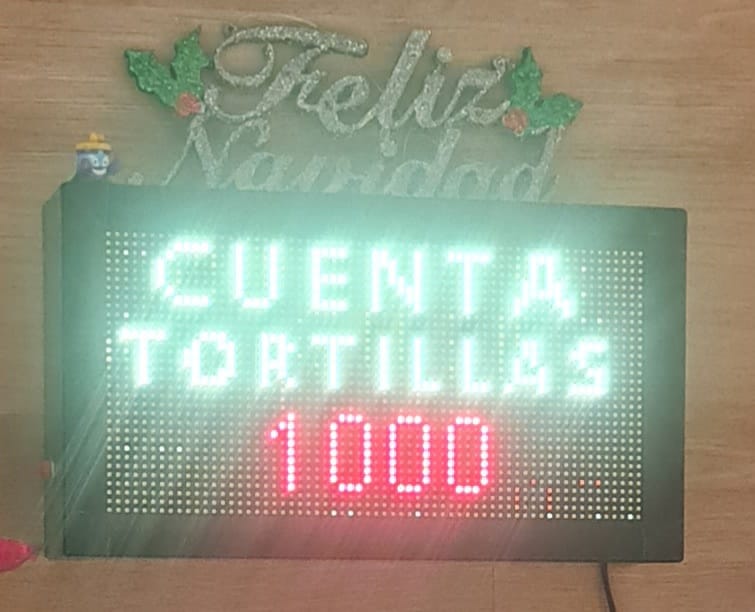 Feliz
Navidad
CUENTA
TORTILLAS
1000